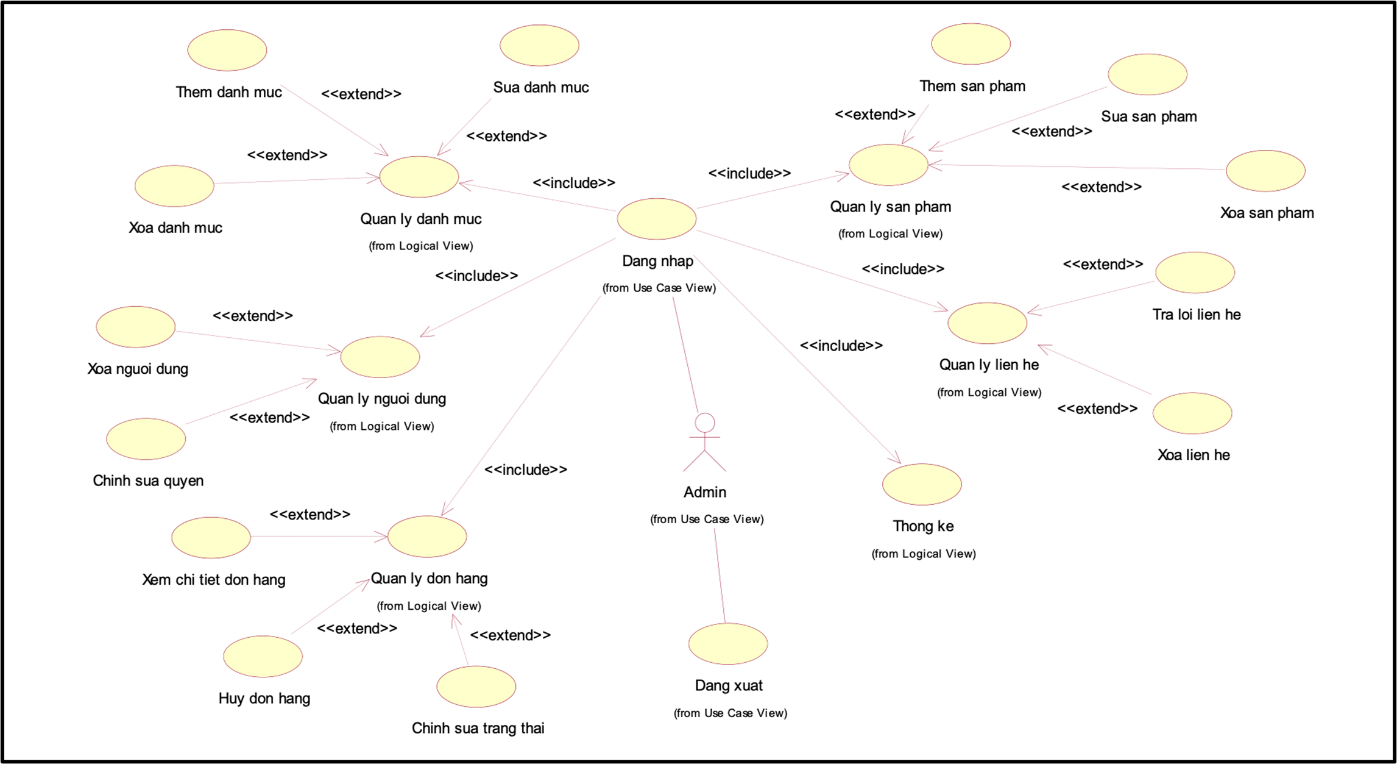 Them danh muc
<<extend>>
Sua danh muc
<<extend>>
<<extend>>
Xoa danh muc
Quan ly danh muc
(from Logical View)
<<include>>
Dang nhap
(from Use Case View)
<<include>>
Them san pham
<<extend>>
Sua san pham
<<extend>>
<<extend>>
Xoa san pham
Quan ly san pham
(from Logical View)
<<include>>
<<include>>
<<extend>>
Tra loi lien he
Quan ly lien he
(from Logical View)
<<extend>>
Xoa lien he
<<extend>>
Xoa nguoi dung
Quan ly nguoi dung
(from Logical View)
<<extend>>
Chinh sua quyen
<<include>>
<<include>>
Admin
(from Use Case View)
Thong ke
(from Logical View)
<<extend>>
Xem chi tiet don hang
Quan ly don hang
(from Logical View)
<<extend>>
<<extend>>
Huy don hang
Chinh sua trang thai
Dang xuat
(from Use Case View)